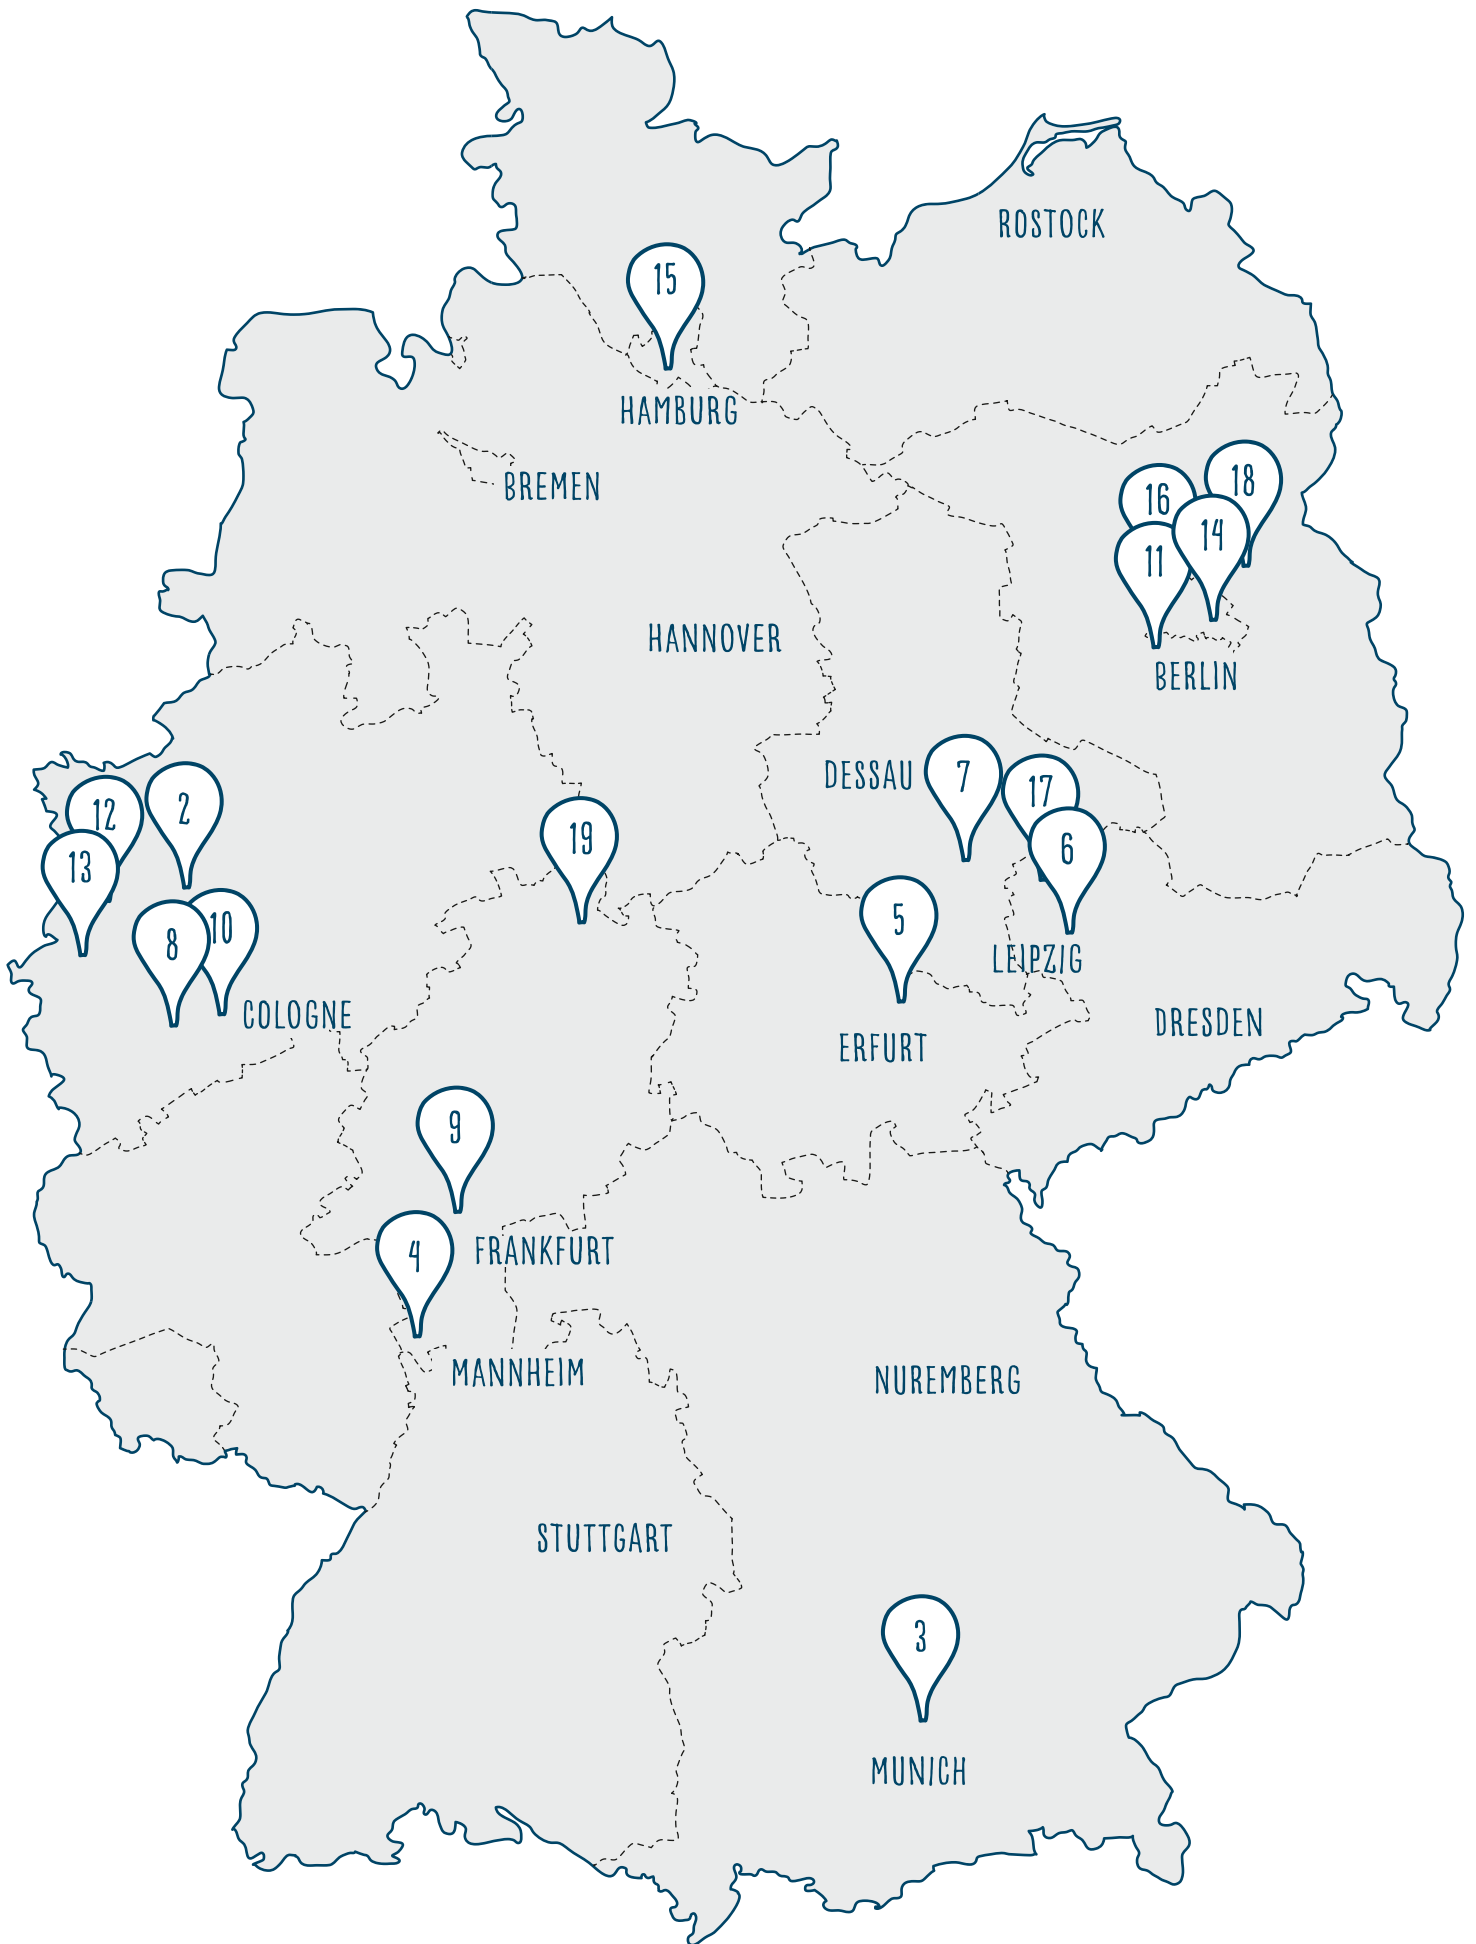 ROSTOCK
15
HAMBURG
BREMEN
18
16
14
11
HANNOVER
BERLIN
DESSAU
7
17
12
2
19
6
13
5
10
8
LEIPZIG
COLOGNE
DRESDEN
ERFURT
9
FRANKFURT
4
MANNHEIM
NUREMBERG
STUTTGART
3
MUNICH